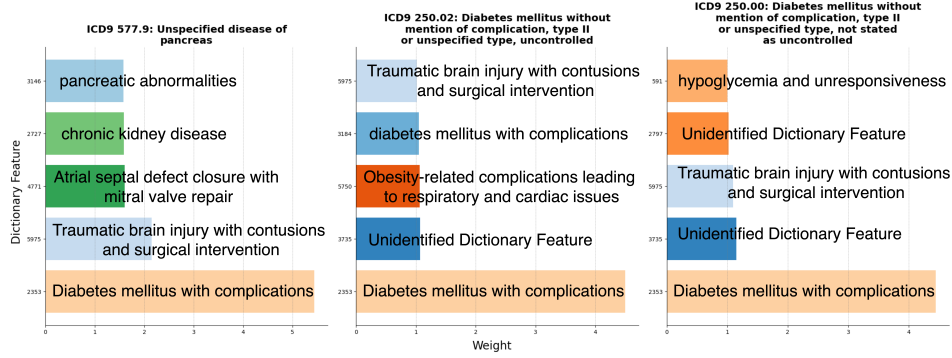 ICD9 577.9: Unspecified disease of
pancreas
Dictionary Feature
3146
pancreatic abnormalities
2727
chronic kidney disease
4771
Atrial septal defect closure with
mitral valve repair
5975
Traumatic brain injury with contusions
and surgical intervention
2353
Diabetes mellitus with complications
0 1 2 3 4 5
ICD9 250.02: Diabetes mellitus without
mention of complication, type II
or unspecified type, uncontrolled
5975
Traumatic brain injury with contusions
and surgical intervention
3184
diabetes mellitus with complications
5750
Obesity-related complications leading
to respiratory and cardiac issues
3735
Unidentified Dictionary Feature
2353
Diabetes mellitus with complications
0 1 2 3 4
Weight
ICD9 250.00: Diabetes mellitus without
mention of complication, type II
or unspecified type, not stated
as uncontrolled
591
hypoglycemia and unresponsiveness
2797
Unidentified Dictionary Feature
5975
Traumatic brain injury with contusions
and surgical intervention
3735
Unidentified Dictionary Feature
2353
Diabetes mellitus with complications
0 1 2 3 4